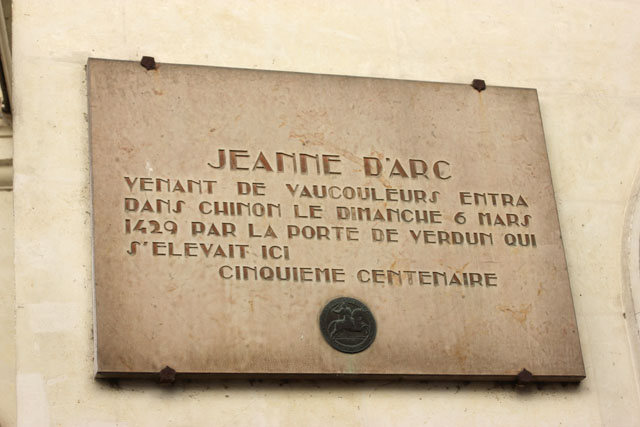 JEANNE D'ARC
VENANT DE VAUCOULEURS ENTRA
DANS CHINON LE DIMANCHE 6 MARS
1429 PAR LA PORTE DE VERDUN QUI
S'ELEVAIT ICI
CINQUIEME CENTENAIRE